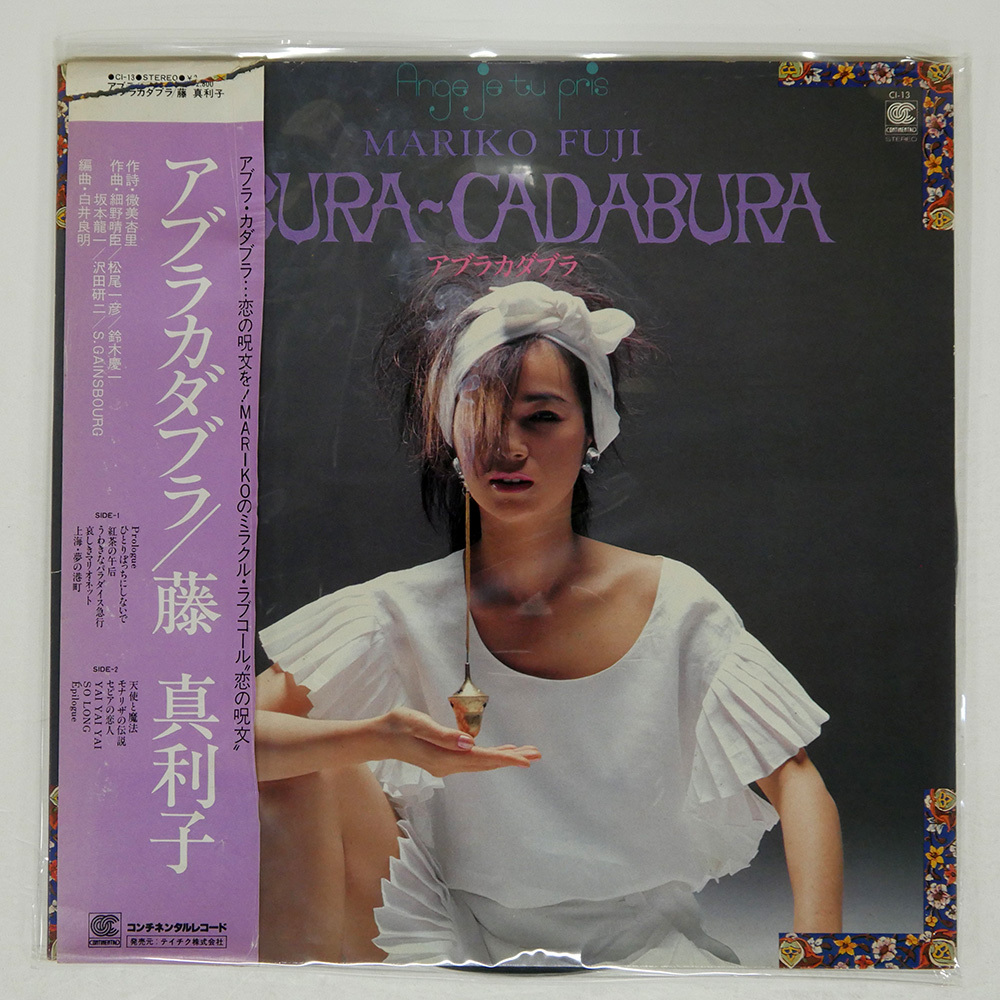 ●CI-13●STEREO●¥2,800
アブラカダブラ/藤 真利子
アブラ・カダブラ…恋の呪文を!MARIKOのミラクル・ラブコール"恋の呪文"
アブラカダブラ/藤 真利子
作詩・微美杏里
作曲・細野晴臣/松尾一彦/鈴木慶一
坂本龍一/沢田研二/S. GAINSBOURG
編曲・白井良明
SIDE-1
Prologue
ひとりぼっちにしないで
紅茶の午后
うわきなパラダイス急行
哀しきマリオネット
上海・夢の港町
SIDE-2
天使と魔法
モナリザの伝説
セピアの恋人
YAI YAI YAI
SO LONG
Épilogue
CONTINENTAL
コンチネンタルレコード
発売元:テイチク株式会社
Ange je tu pris
MARIKO FUJI
BURA~CADABURA
アブラカダブラ
CI-13
CONTINENTAL
STEREO